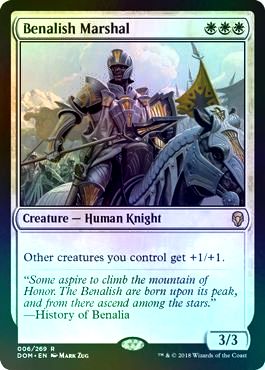 Benalish Marshal
Creature — Human Knight
Other creatures you control get +1/+1.
“Some aspire to climb the mountain of
Honor. The Benalish are born upon its peak,
and from there ascend among the stars.”
—History of Benalia
3/3
006/269 R
DOM • EN MARK ZUG
™ & © 2018 Wizards of the Coast